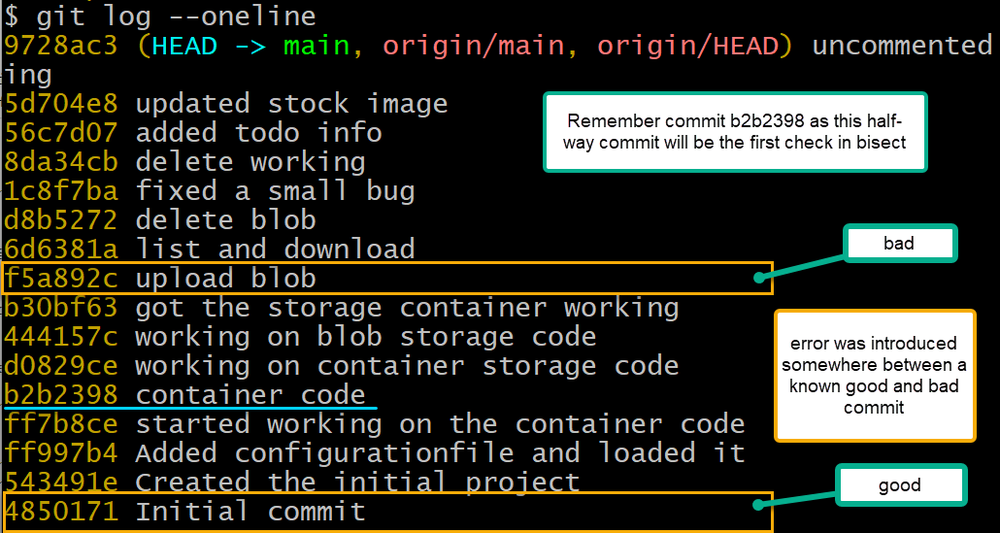 $ git log --oneline
9728ac3 (HEAD -> main, origin/main, origin/HEAD) uncommented
ing
5d704e8 updated stock image
56c7d07 added todo info
8da34cb delete working
1c8f7ba fixed a small bug
d8b5272 delete blob
6d6381a list and download
f5a892c upload blob
b30bf63 got the storage container working
444157c working on blob storage code
d0829ce working on container storage code
b2b2398 container code
ff7b8ce started working on the container code
ff997b4 Added configurationfile and loaded it
543491e Created the initial project
4850171 Initial commit
Remember commit b2b2398 as this half-
way commit will be the first check in bisect
bad
error was introduced
somewhere between a
known good and bad
commit
good